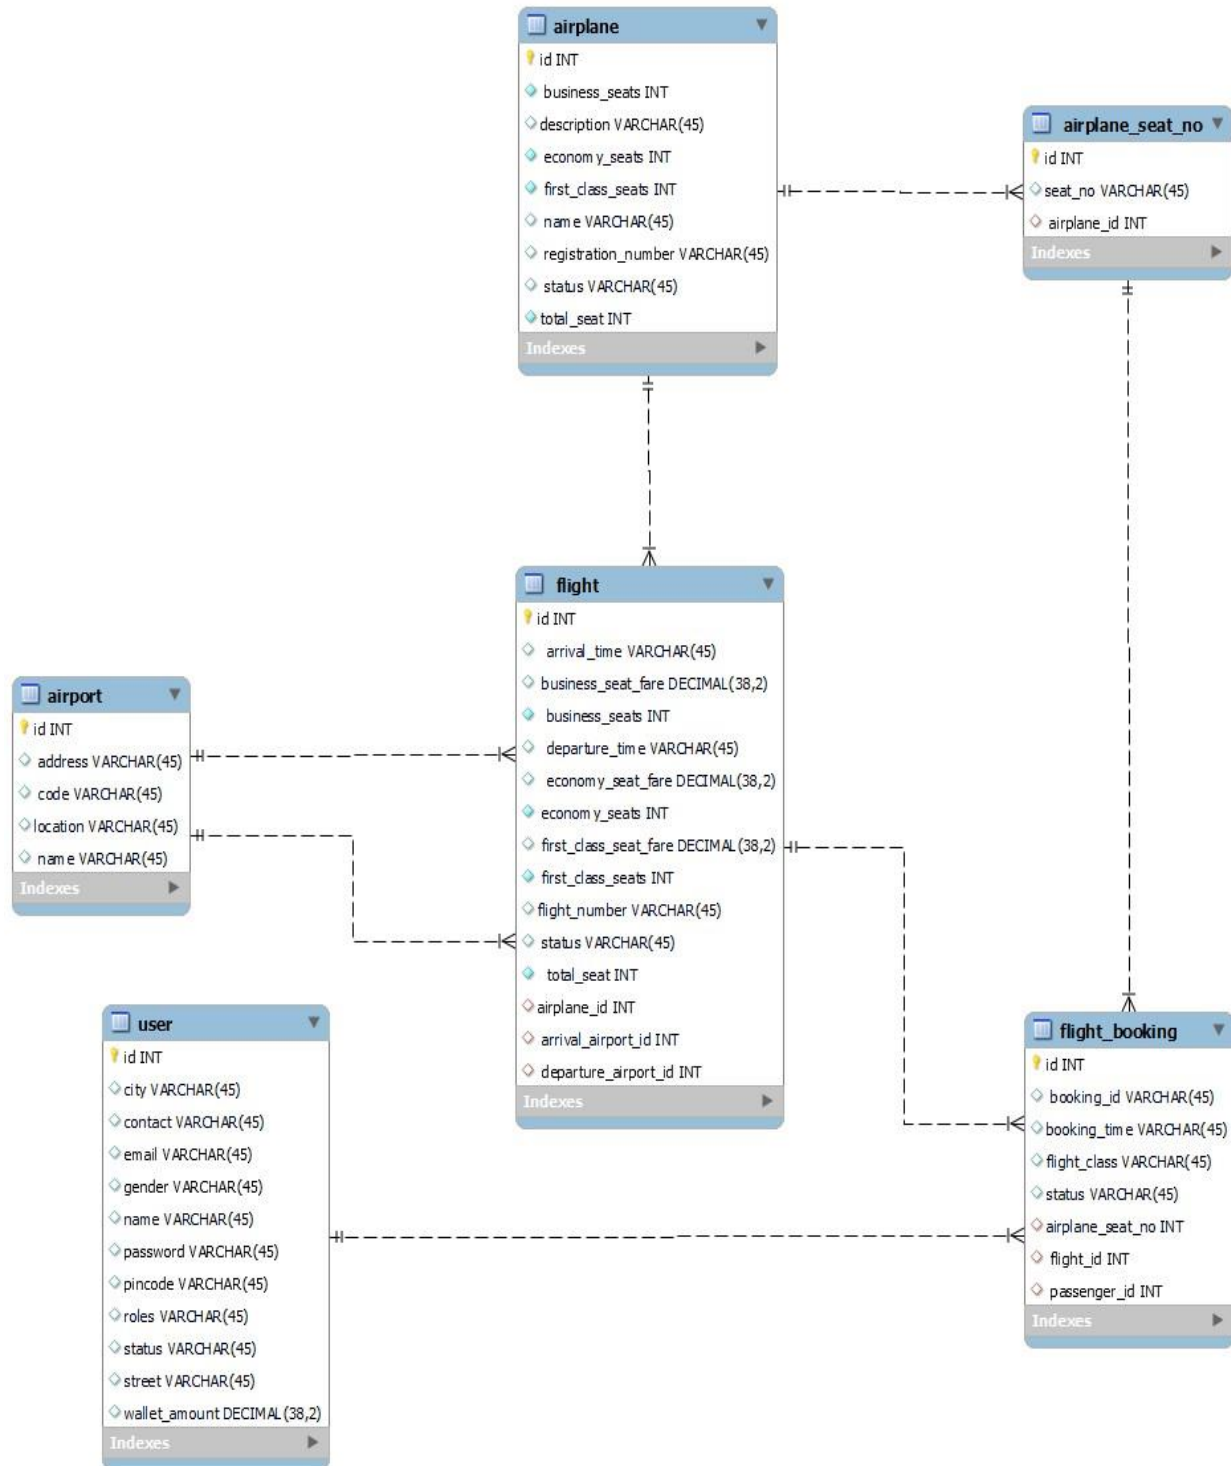 airplane
id INT
business_seats INT
description VARCHAR(45)
economy_seats INT
first_class_seats INT
name VARCHAR(45)
registration_number VARCHAR(45)
status VARCHAR(45)
total_seat INT
Indexes
airplane_seat_no
id INT
seat_no VARCHAR(45)
airplane_id INT
Indexes
flight
id INT
arrival_time VARCHAR(45)
business_seat_fare DECIMAL(38,2)
business_seats INT
departure_time VARCHAR(45)
economy_seat_fare DECIMAL(38,2)
economy_seats INT
first_class_seat_fare DECIMAL(38,2)
first_class_seats INT
flight_number VARCHAR(45)
status VARCHAR(45)
total_seat INT
airplane_id INT
arrival_airport_id INT
departure_airport_id INT
Indexes
airport
id INT
address VARCHAR(45)
code VARCHAR(45)
location VARCHAR(45)
name VARCHAR(45)
Indexes
user
id INT
city VARCHAR(45)
contact VARCHAR(45)
email VARCHAR(45)
gender VARCHAR(45)
name VARCHAR(45)
password VARCHAR(45)
pincode VARCHAR(45)
roles VARCHAR(45)
status VARCHAR(45)
street VARCHAR(45)
wallet_amount DECIMAL(38,2)
Indexes
flight_booking
id INT
booking_id VARCHAR(45)
booking_time VARCHAR(45)
flight_class VARCHAR(45)
status VARCHAR(45)
airplane_seat_no INT
flight_id INT
passenger_id INT
Indexes